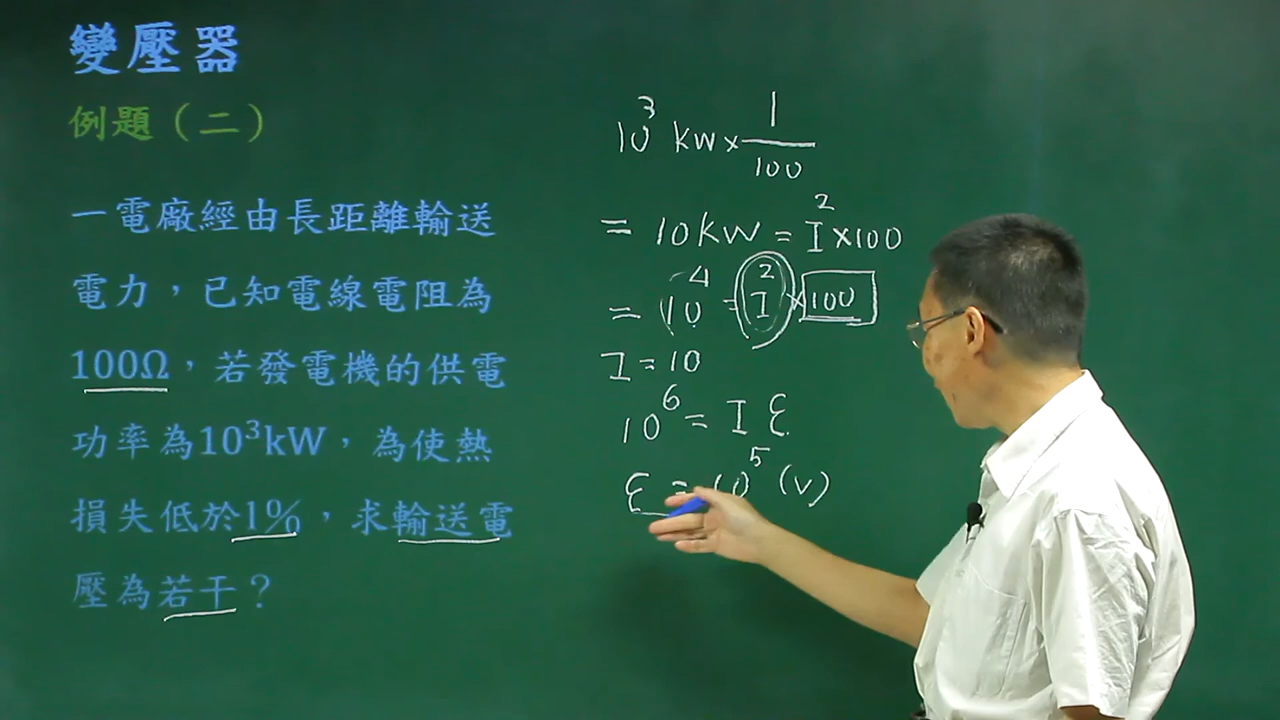 變壓器
例題（二）
一電廠經由長距離輸送
電力，已知電線電阻為
100Ω，若發電機的供電
功率為10³kW，為使熱
損失低於1%，求輸送電
壓為若干？
10³ kw × 1/100
= 10kw = I² × 100
= 10⁴ = I² × 100
I = 10
10⁶ = I ε
ε = 10⁵ (v)